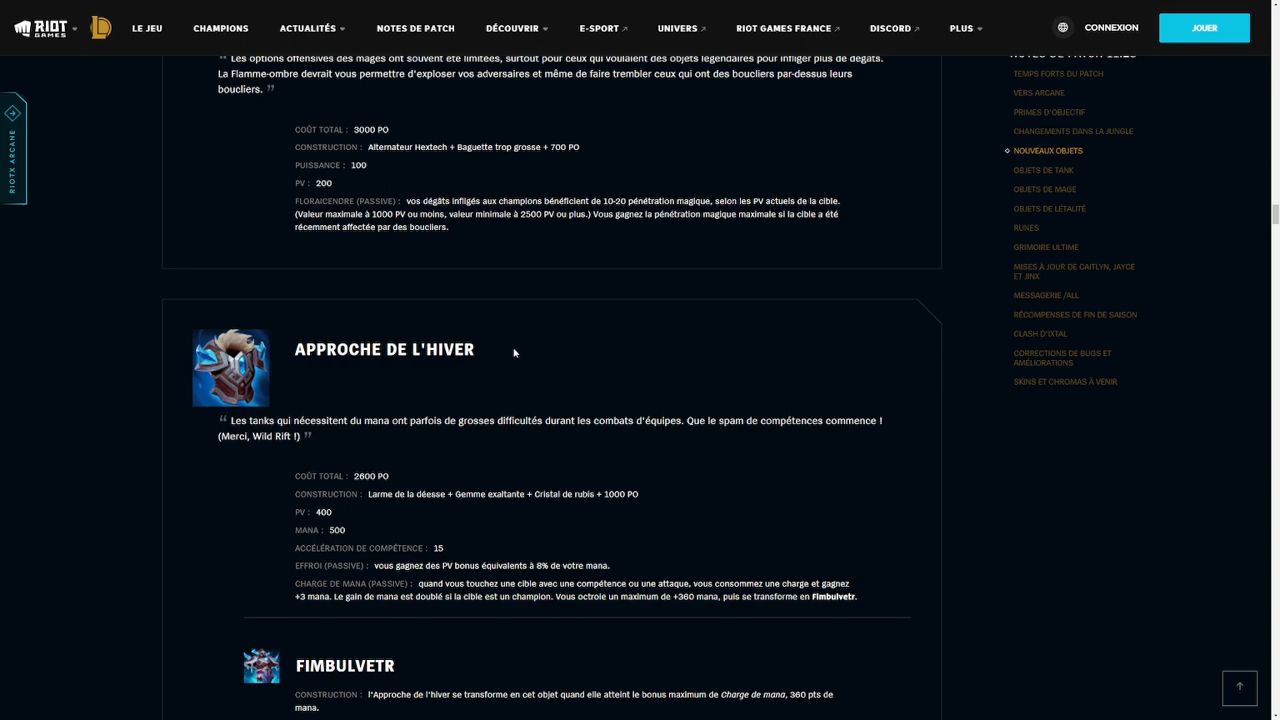 RIOT GAMES
LE JEU
CHAMPIONS
ACTUALITÉS
NOTES DE PATCH
DÉCOUVRIR
E-SPORT
UNIVERS
RIOT GAMES FRANCE
DISCORD
PLUS
CONNEXION
JOUER
RIOTX ARCANE
“ Les options offensives des mages ont souvent été limitées, surtout pour ceux qui voulaient des objets légendaires pour infliger plus de dégâts.
La Flamme-ombre devrait vous permettre d'exploser vos adversaires et même de faire trembler ceux qui ont des boucliers par-dessus leurs
boucliers. ”
COÛT TOTAL : 3000 PO
CONSTRUCTION : Alternateur Hextech + Baguette trop grosse + 700 PO
PUISSANCE : 100
PV : 200
FLORAICENDRE (PASSIVE) : vos dégâts infligés aux champions bénéficient de 10-20 pénétration magique, selon les PV actuels de la cible.
(Valeur maximale à 1000 PV ou moins, valeur minimale à 2500 PV ou plus.) Vous gagnez la pénétration magique maximale si la cible a été
récemment affectée par des boucliers.
APPROCHE DE L'HIVER
“ Les tanks qui nécessitent du mana ont parfois de grosses difficultés durant les combats d'équipes. Que le spam de compétences commence !
(Merci, Wild Rift !) ”
COÛT TOTAL : 2600 PO
CONSTRUCTION : Larme de la déesse + Gemme exaltante + Cristal de rubis + 1000 PO
PV : 400
MANA : 500
ACCÉLÉRATION DE COMPÉTENCE : 15
EFFROI (PASSIVE) : vous gagnez des PV bonus équivalents à 8% de votre mana.
CHARGE DE MANA (PASSIVE) : quand vous touchez une cible avec une compétence ou une attaque, vous consommez une charge et gagnez
+3 mana. Le gain de mana est doublé si la cible est un champion. Vous octroie un maximum de +360 mana, puis se transforme en Fimbulvetr.
FIMBULVETR
CONSTRUCTION : l'Approche de l'hiver se transforme en cet objet quand elle atteint le bonus maximum de Charge de mana, 360 pts de
mana.
TEMPS FORTS DU PATCH
VERS ARCANE
PRIMES D'OBJECTIF
CHANGEMENTS DANS LA JUNGLE
NOUVEAUX OBJETS
OBJETS DE TANK
OBJETS DE MAGE
OBJETS DE LÉTALITÉ
RUNES
GRIMOIRE ULTIME
MISES À JOUR DE CAITLYN, JAYCE
ET JINX
MESSAGERIE /ALL
RÉCOMPENSES DE FIN DE SAISON
CLASH D'IXTAL
CORRECTIONS DE BUGS ET
AMÉLIORATIONS
SKINS ET CHROMAS À VENIR